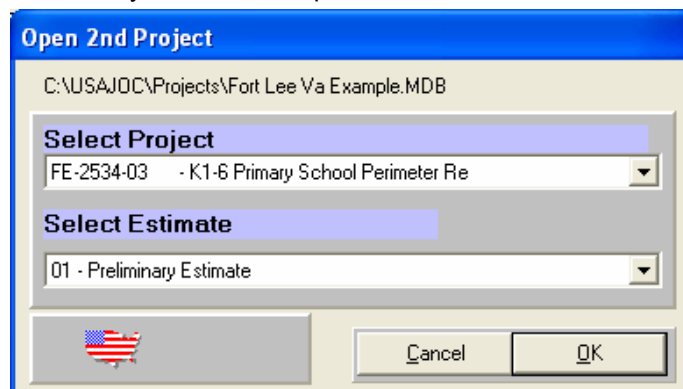 Open 2nd Project
C:\USAJOC\Projects\Fort Lee Va Example.MDB
Select Project
FE-2534-03 - K1-6 Primary School Perimeter Re
Select Estimate
01 - Preliminary Estimate
Cancel
OK